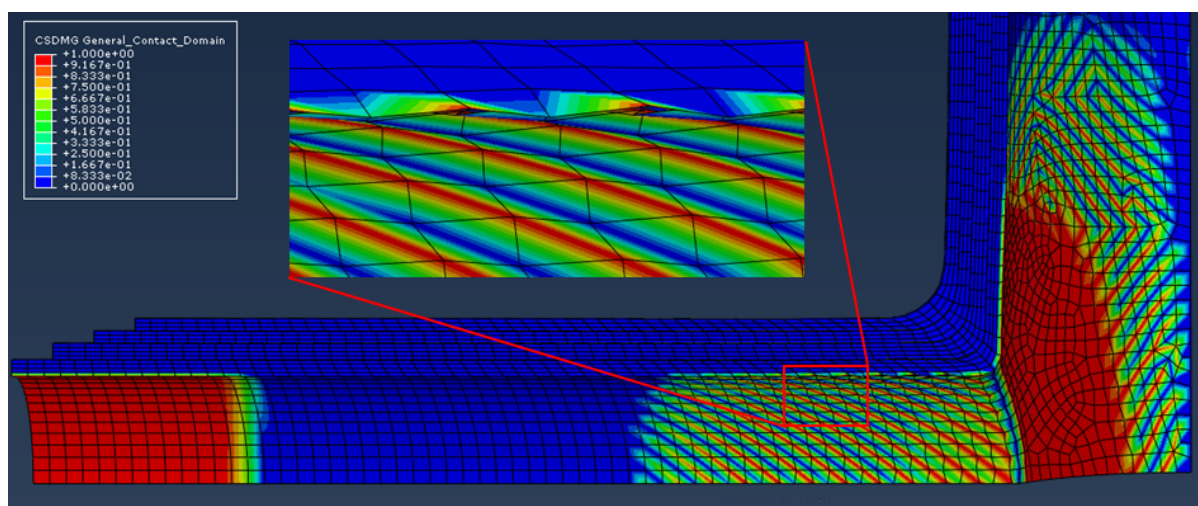 CSDMG General_Contact_Domain
+1.000e+00
+9.167e-01
+8.333e-01
+7.500e-01
+6.667e-01
+5.833e-01
+5.000e-01
+4.167e-01
+3.333e-01
+2.500e-01
+1.667e-01
+8.333e-02
+0.000e+00